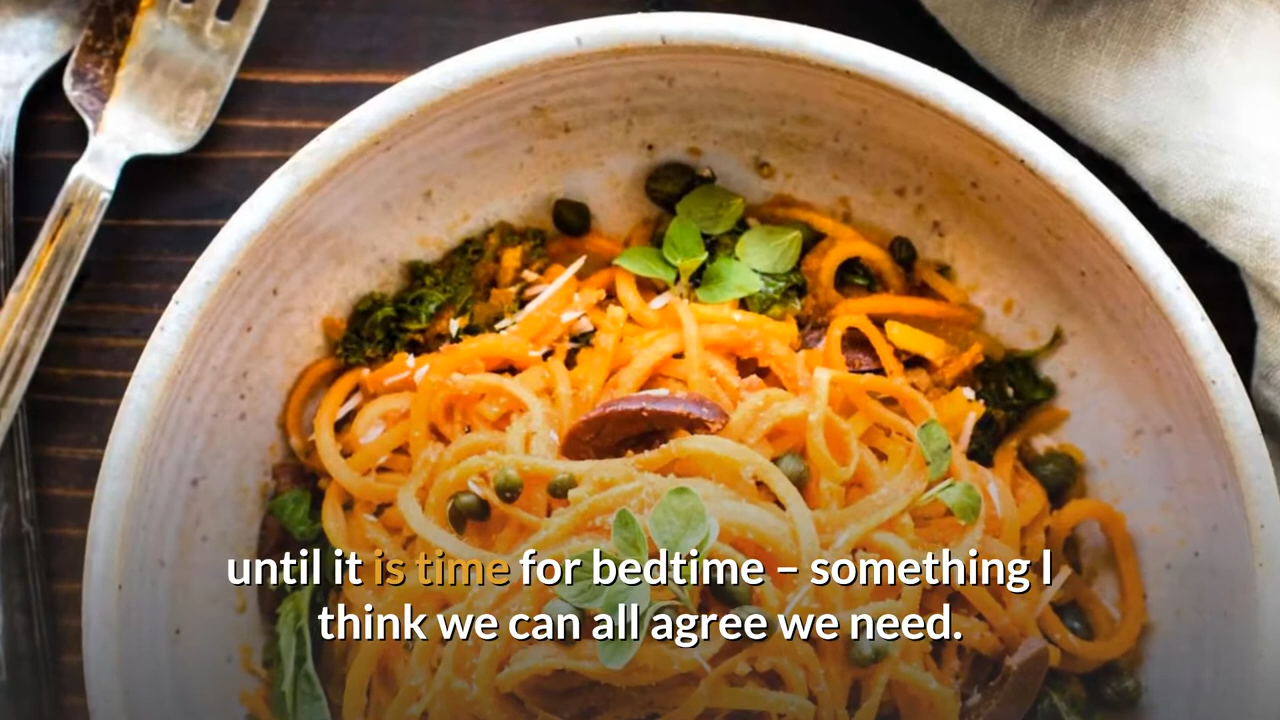 until it is time for bedtime – something I
think we can all agree we need.